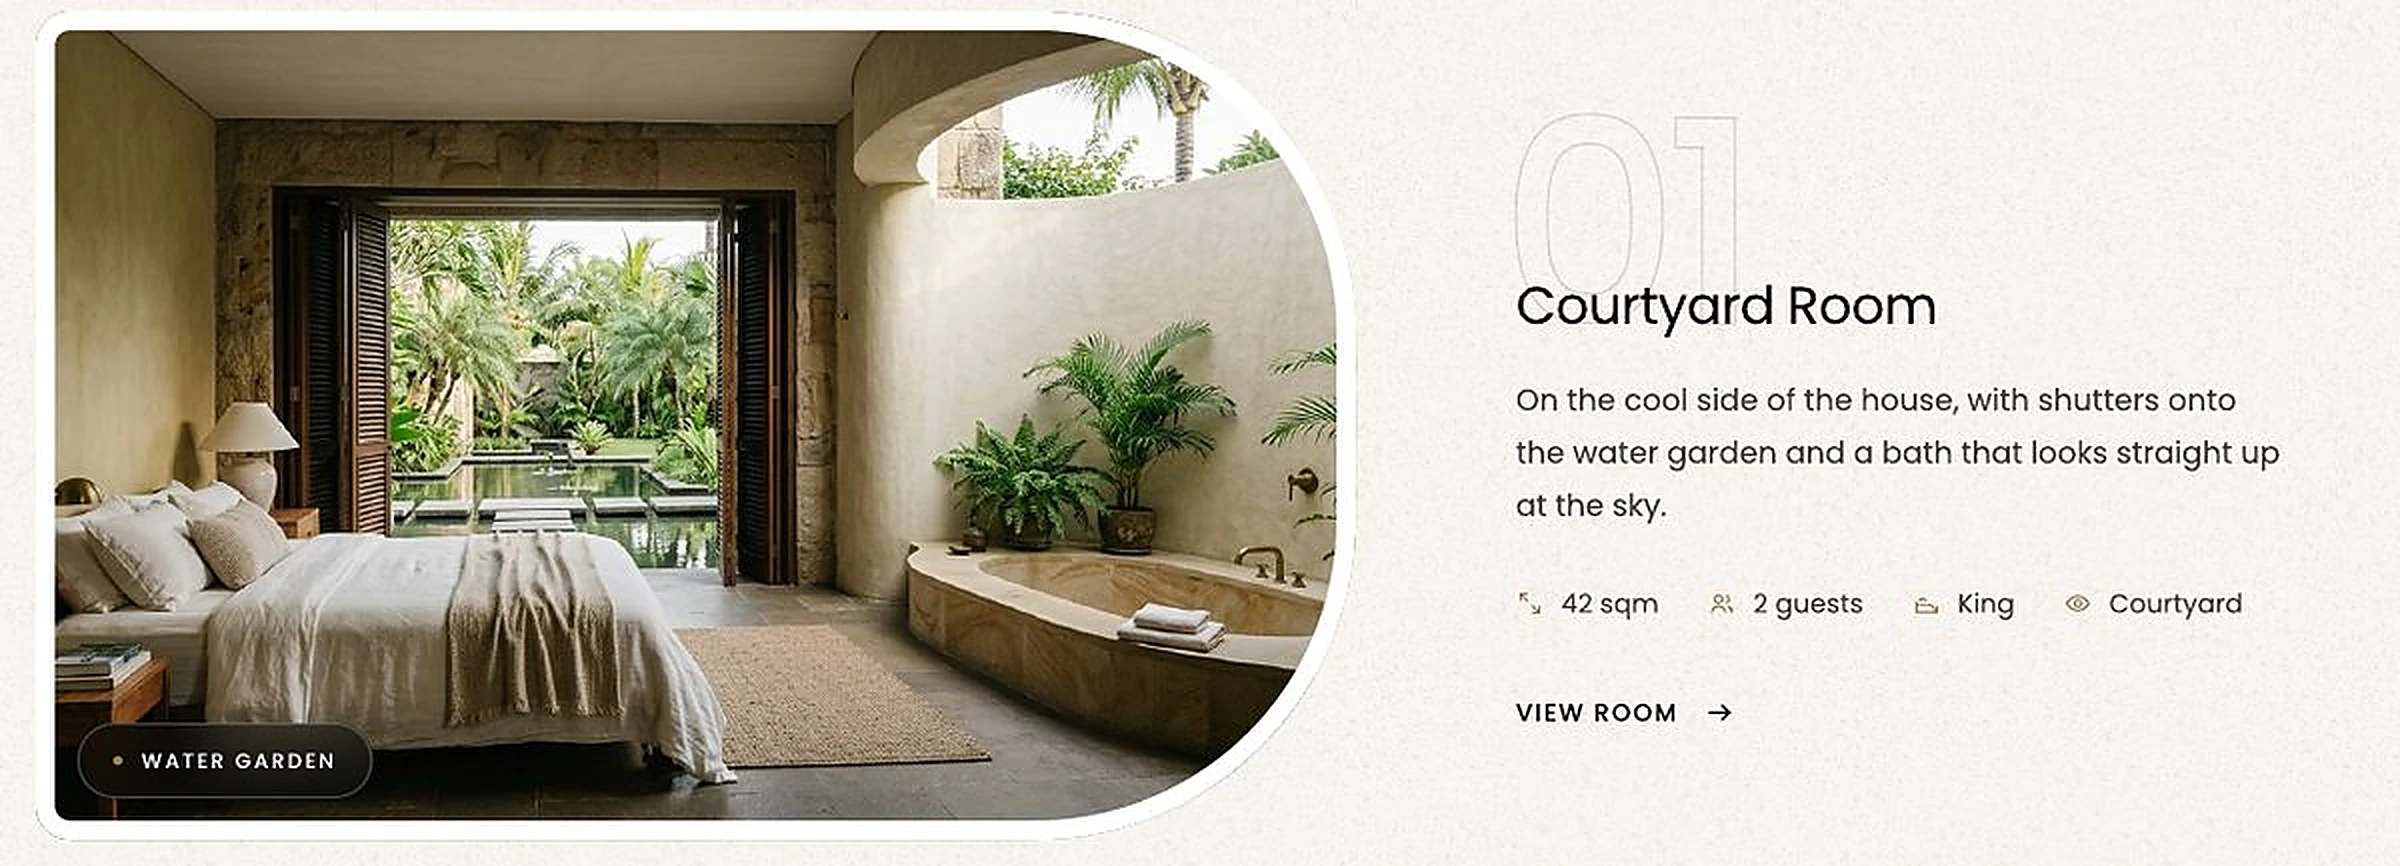 WATER GARDEN
01
Courtyard Room
On the cool side of the house, with shutters onto
the water garden and a bath that looks straight up
at the sky.
42 sqm 2 guests King Courtyard
VIEW ROOM →